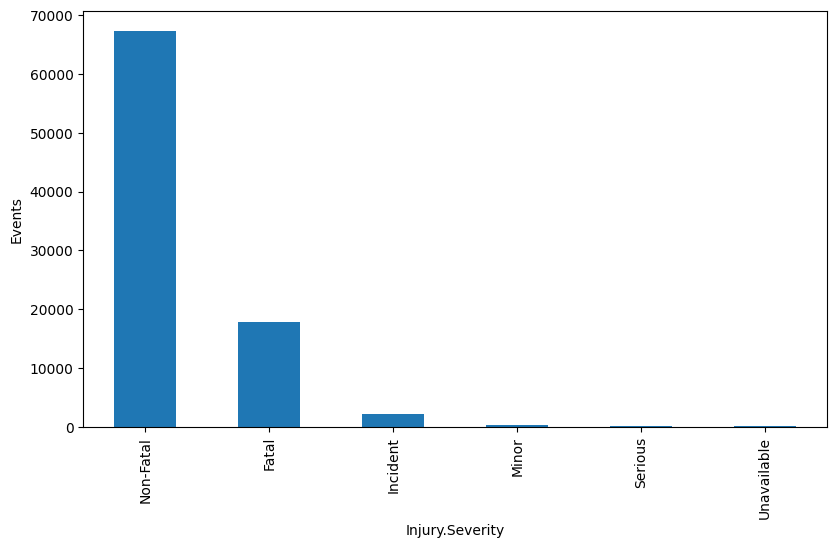 70000
60000
50000
40000
30000
20000
10000
0
Events
Non-Fatal
Fatal
Incident
Minor
Serious
Unavailable
Injury.Severity